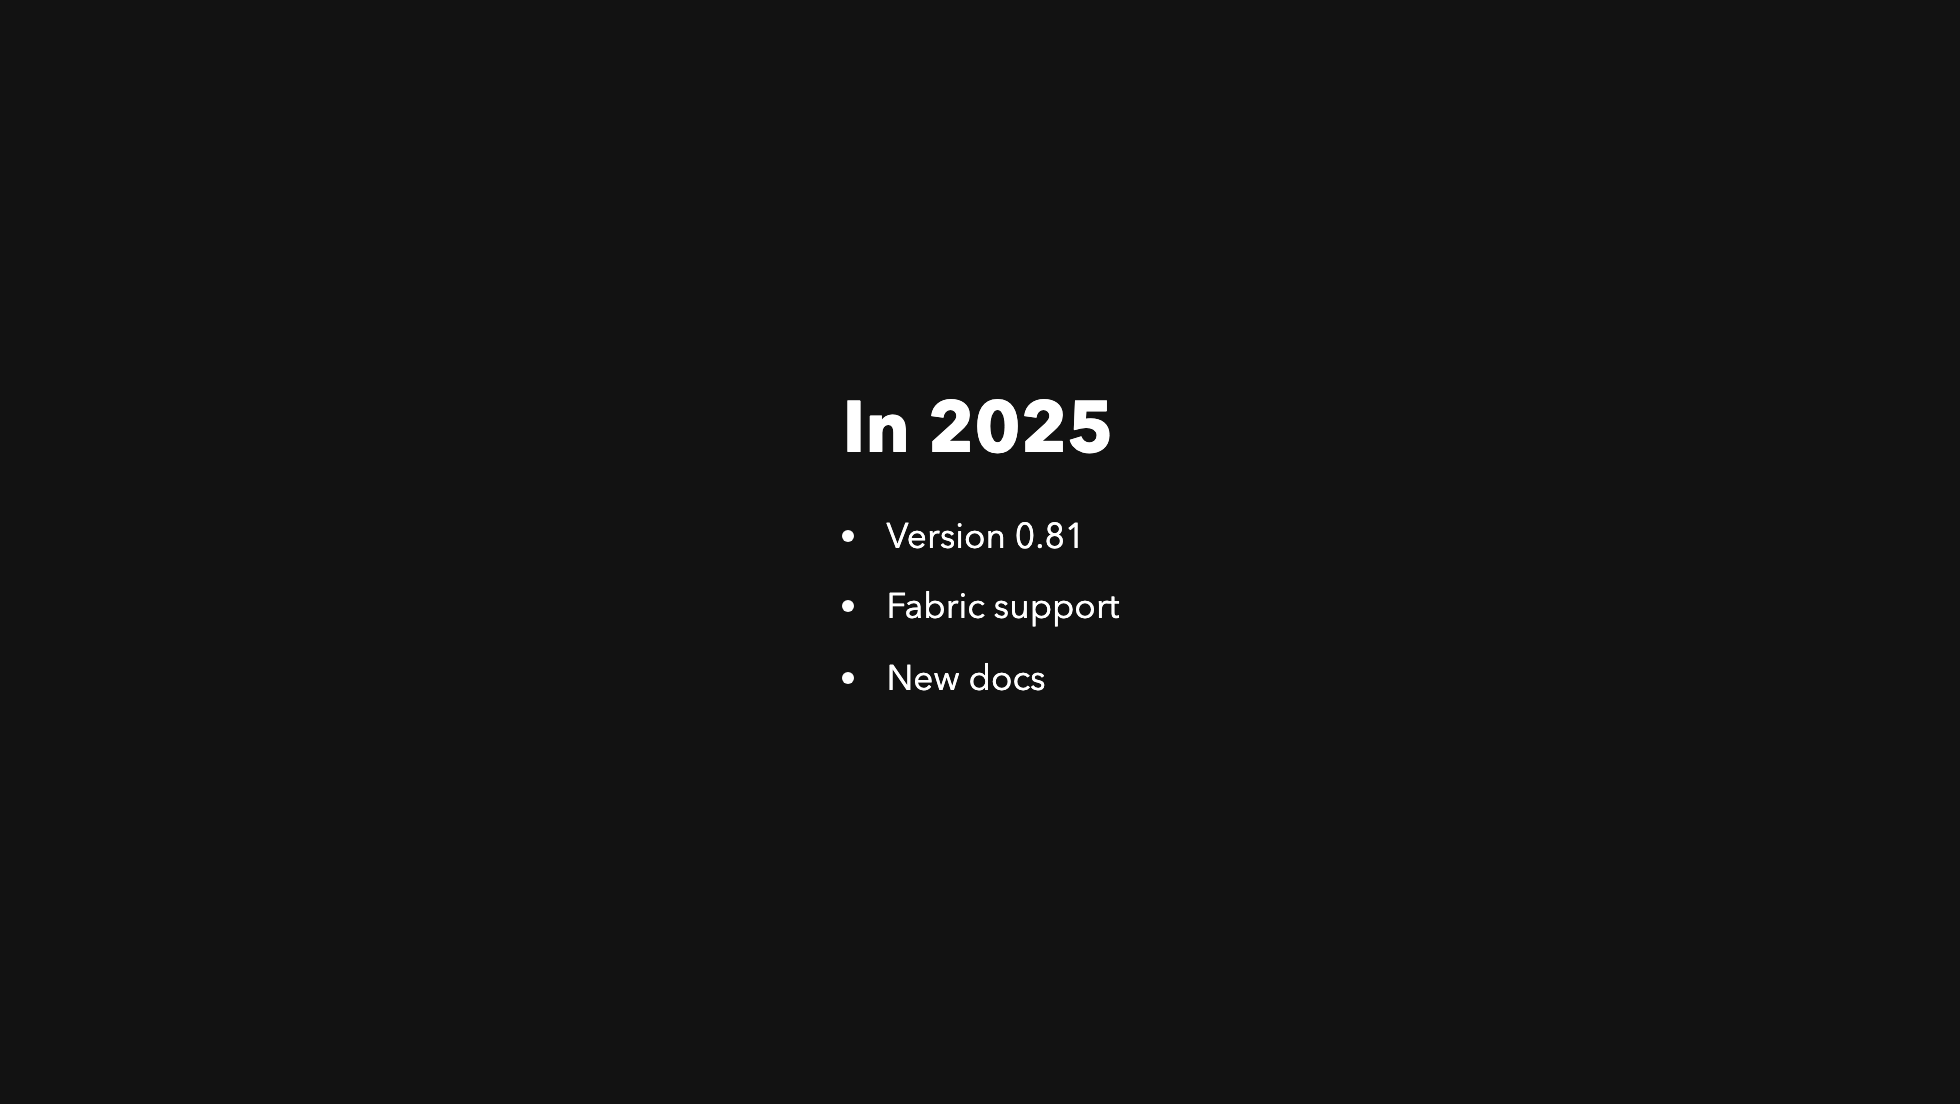 In 2025
• Version 0.81
• Fabric support
• New docs